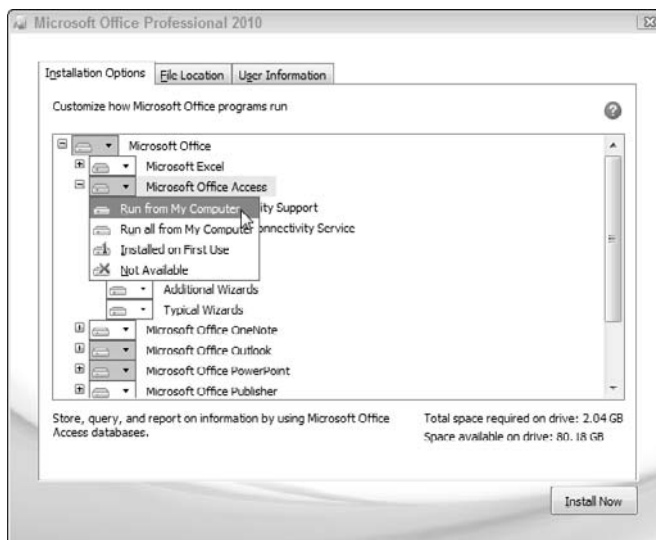 Microsoft Office Professional 2010
Installation Options File Location User Information
Customize how Microsoft Office programs run
Microsoft Office
Microsoft Excel
Microsoft Office Access
Run from My Computer ity Support
Run all from My Computer onnectivity Service
Installed on First Use
Not Available
Additional Wizards
Typical Wizards
Microsoft Office OneNote
Microsoft Office Outlook
Microsoft Office PowerPoint
Microsoft Office Publisher
Store, query, and report on information by using Microsoft Office Total space required on drive: 2.04 GB
Access databases. Space available on drive: 80.18 GB
Install Now